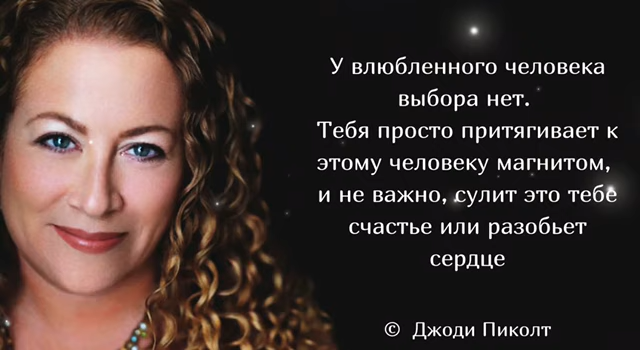 У влюбленного человека
выбора нет.
Тебя просто притягивает к
этому человеку магнитом,
и не важно, сулит это тебе
счастье или разобьет
сердце
© Джоди Пиколт